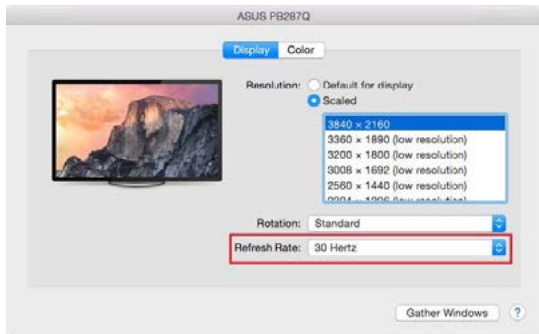 ASUS PB287Q
Display Color
Resolution: Default for display
Scaled
3840 × 2160
3360 × 1890 (low resolution)
3200 × 1800 (low resolution)
3008 × 1692 (low resolution)
2560 × 1440 (low resolution)
Rotation: Standard
Refresh Rate: 30 Hertz
Gather Windows ?